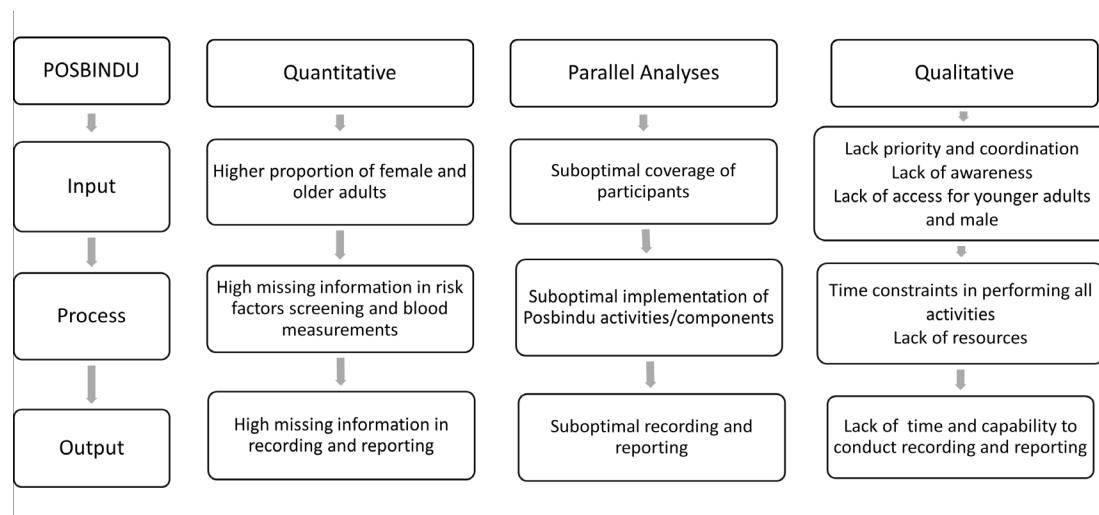 POSBINDU
Quantitative
Parallel Analyses
Qualitative
Input
Higher proportion of female and
older adults
Suboptimal coverage of
participants
Lack priority and coordination
Lack of awareness
Lack of access for younger adults
and male
Process
High missing information in risk
factors screening and blood
measurements
Suboptimal implementation of
Posbindu activities/components
Time constraints in performing all
activities
Lack of resources
Output
High missing information in
recording and reporting
Suboptimal recording and
reporting
Lack of time and capability to
conduct recording and reporting